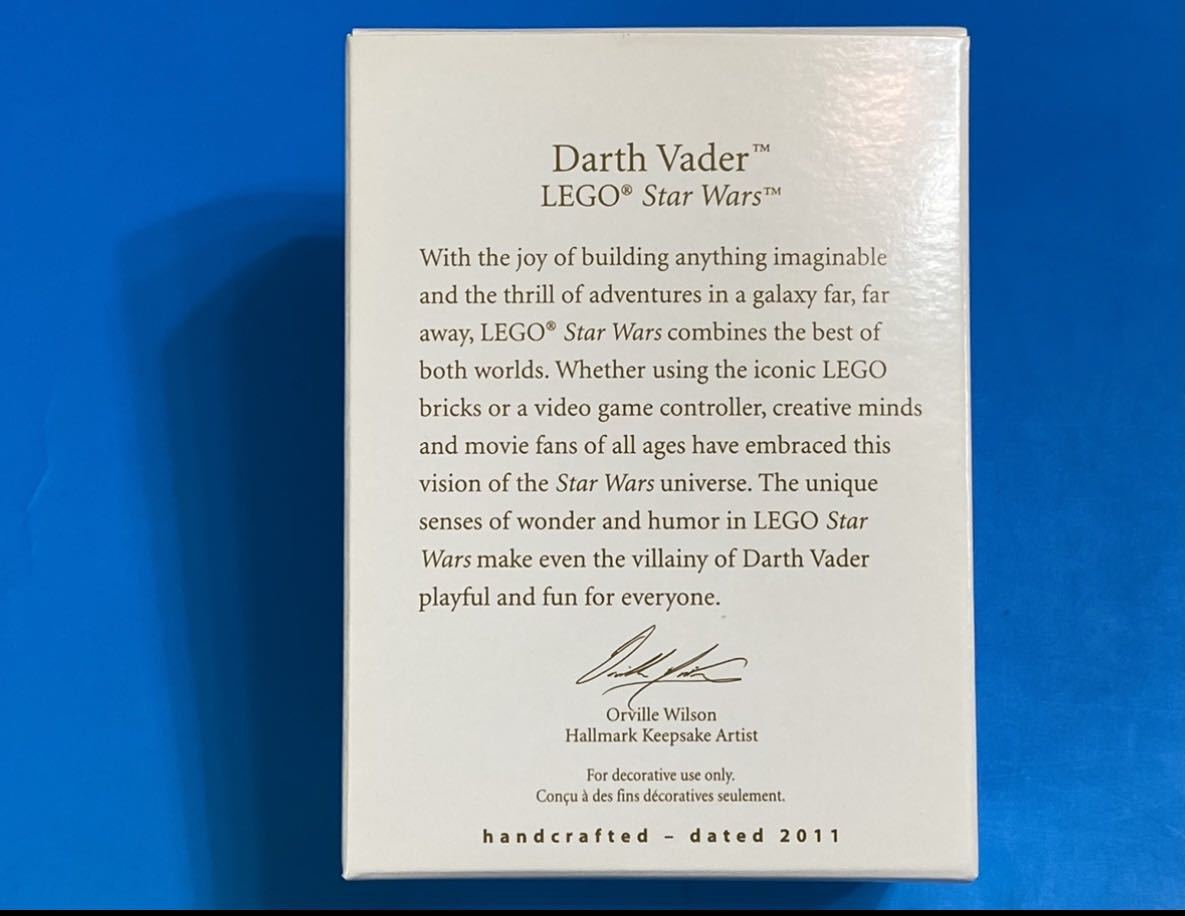 Darth Vader™
LEGO® Star Wars™
With the joy of building anything imaginable
and the thrill of adventures in a galaxy far, far
away, LEGO® Star Wars combines the best of
both worlds. Whether using the iconic LEGO
bricks or a video game controller, creative minds
and movie fans of all ages have embraced this
vision of the Star Wars universe. The unique
senses of wonder and humor in LEGO Star
Wars make even the villainy of Darth Vader
playful and fun for everyone.
Orville Wilson
Orville Wilson
Hallmark Keepsake Artist
For decorative use only.
Conçu à des fins décoratives seulement.
handcrafted – dated 2011